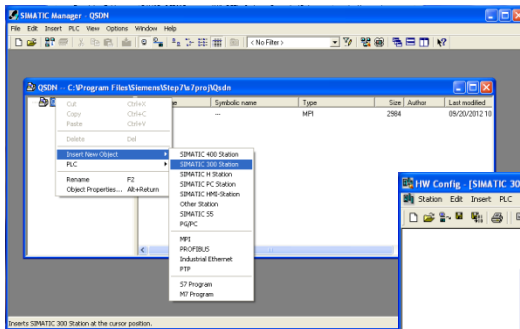 SIMATIC Manager - QSDN
File Edit Insert PLC View Options Window Help
< No Filter >
QSDN -- C:\Program Files\Siemens\Step7\s7proj\Qsdn
Symbolic name Type Size Author Last modified
--- MPI 2984 09/20/2012 10
Cut Ctrl+X
Copy Ctrl+C
Paste Ctrl+V
Delete Del
Insert New Object
PLC
Rename F2
Object Properties... Alt+Return
SIMATIC 400 Station
SIMATIC 300 Station
SIMATIC H Station
SIMATIC PC Station
SIMATIC HMI-Station
Other Station
SIMATIC S5
PG/PC
MPI
PROFIBUS
Industrial Ethernet
PTP
S7 Program
M7 Program
HW Config - [SIMATIC 30
Station Edit Insert PLC
Inserts SIMATIC 300 Station at the cursor position.